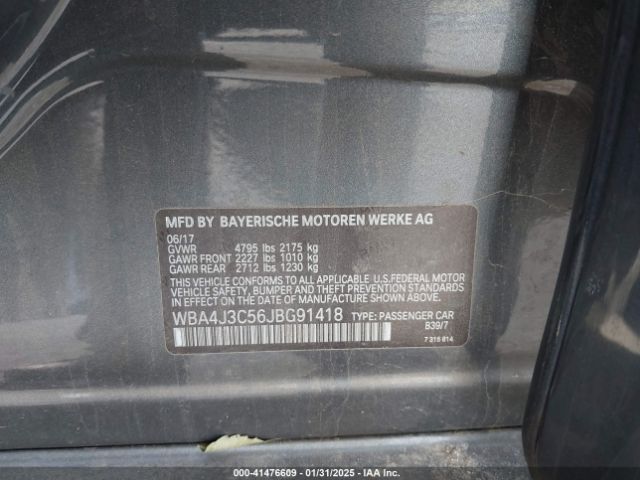 MFD BY BAYERISCHE MOTOREN WERKE AG
06/17
GVWR 4795 lbs 2175 kg
GAWR FRONT 2227 lbs 1010 kg
GAWR REAR 2712 lbs 1230 kg
THIS VEHICLE CONFORMS TO ALL APPLICABLE U.S.FEDERAL MOTOR
VEHICLE SAFETY, BUMPER, AND THEFT PREVENTION STANDARDS
IN EFFECT ON THE DATE OF MANUFACTURE SHOWN ABOVE.
WBA4J3C56JBG91418 TYPE: PASSENGER CAR
B39/7
7 315 614
000-41476609 - 01/31/2025 - IAA Inc.